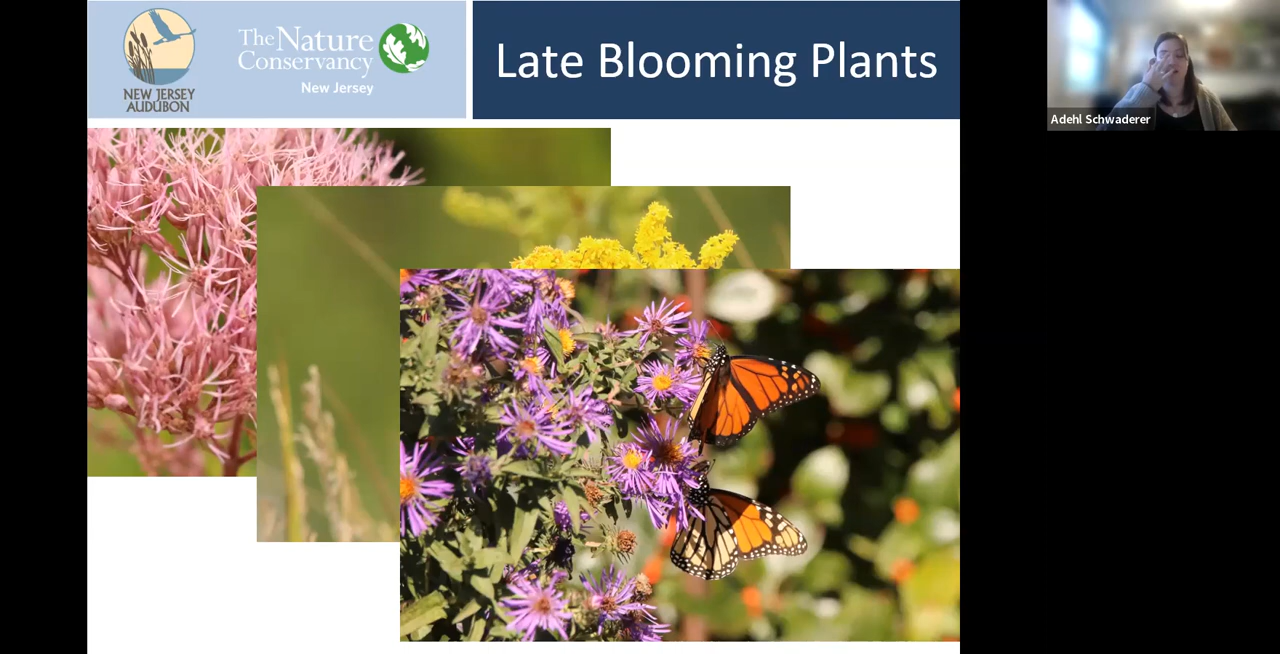 NEW JERSEY
AUDUBON
The Nature
Conservancy
New Jersey
Late Blooming Plants
Adehl Schwaderer